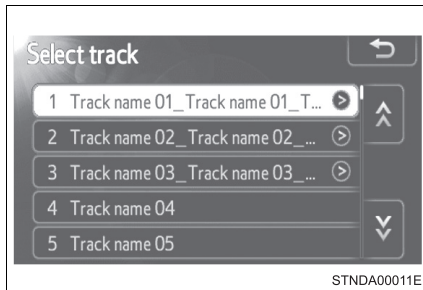 Select track
1 Track name 01_Track name 01_T...
2 Track name 02_Track name 02_...
3 Track name 03_Track name 03_...
4 Track name 04
5 Track name 05
STNDA00011E